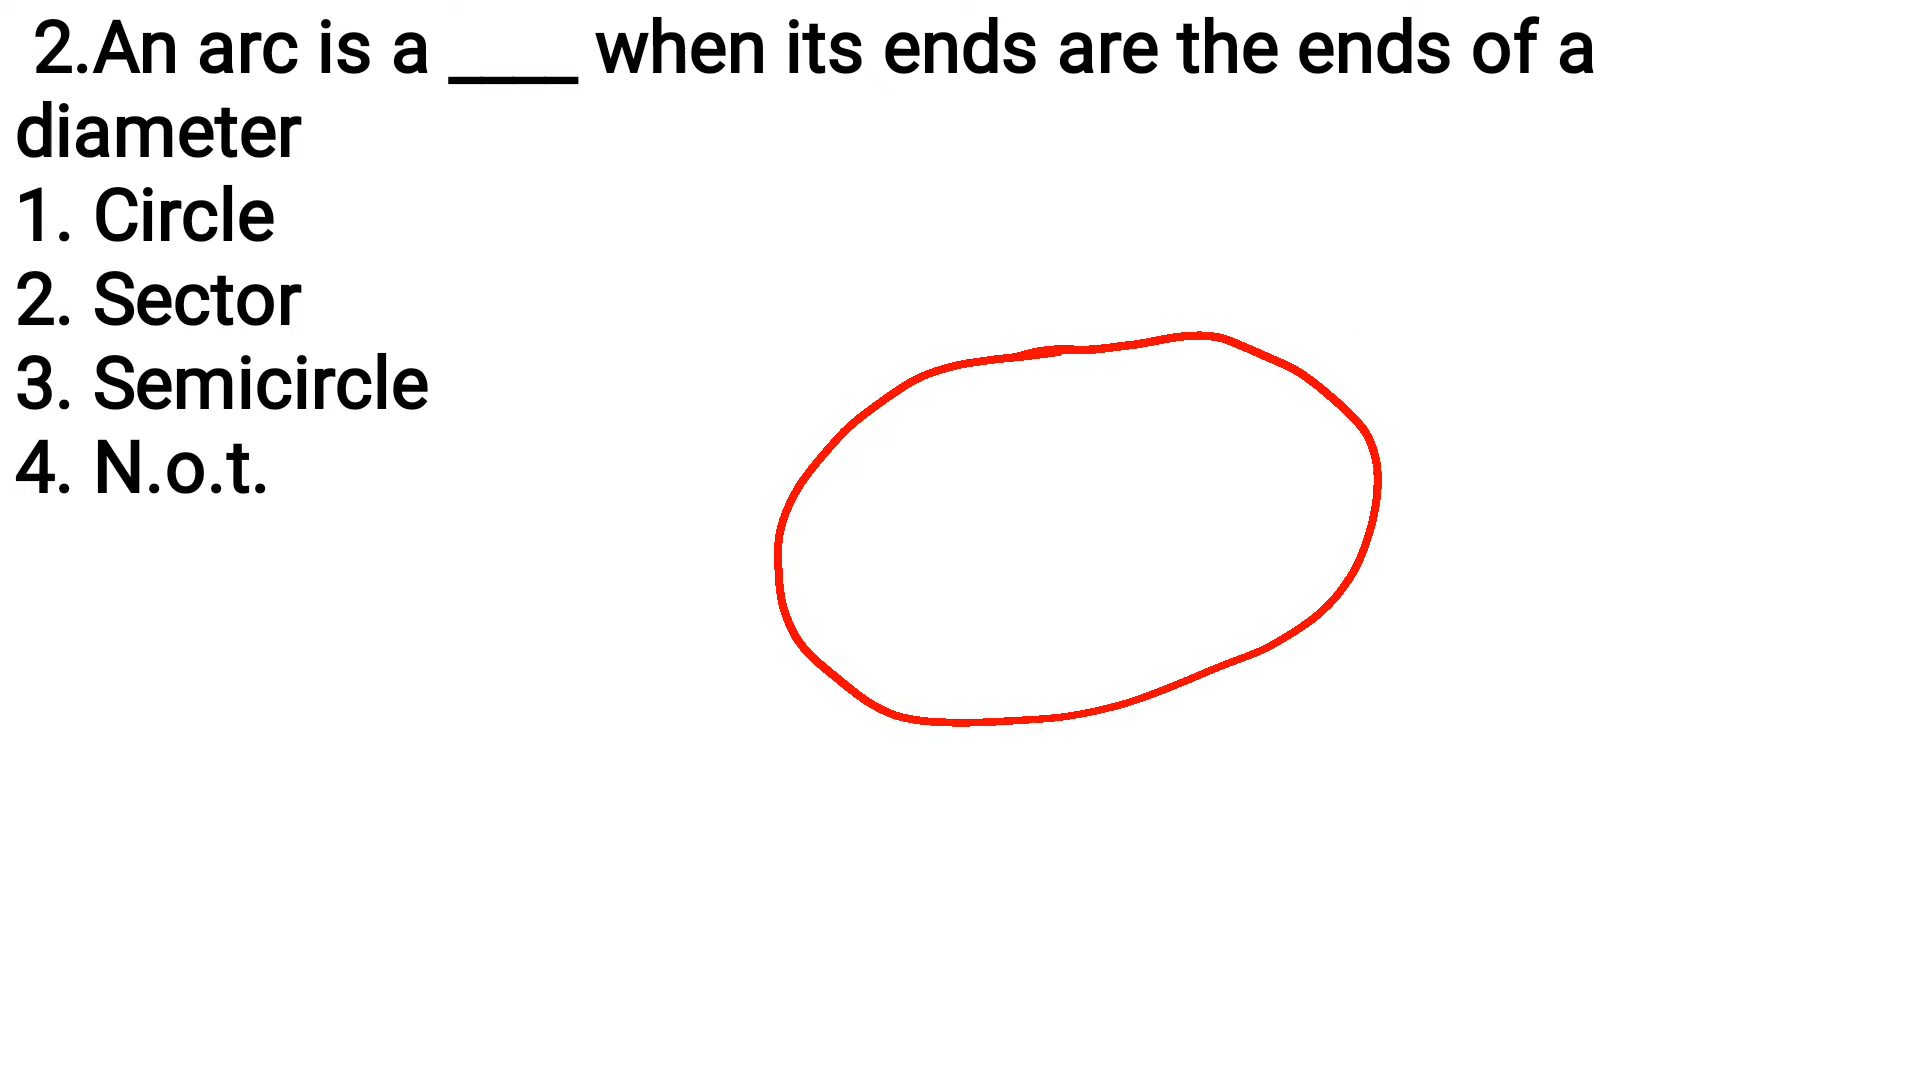 2.An arc is a ____ when its ends are the ends of a
diameter
1. Circle
2. Sector
3. Semicircle
4. N.o.t.